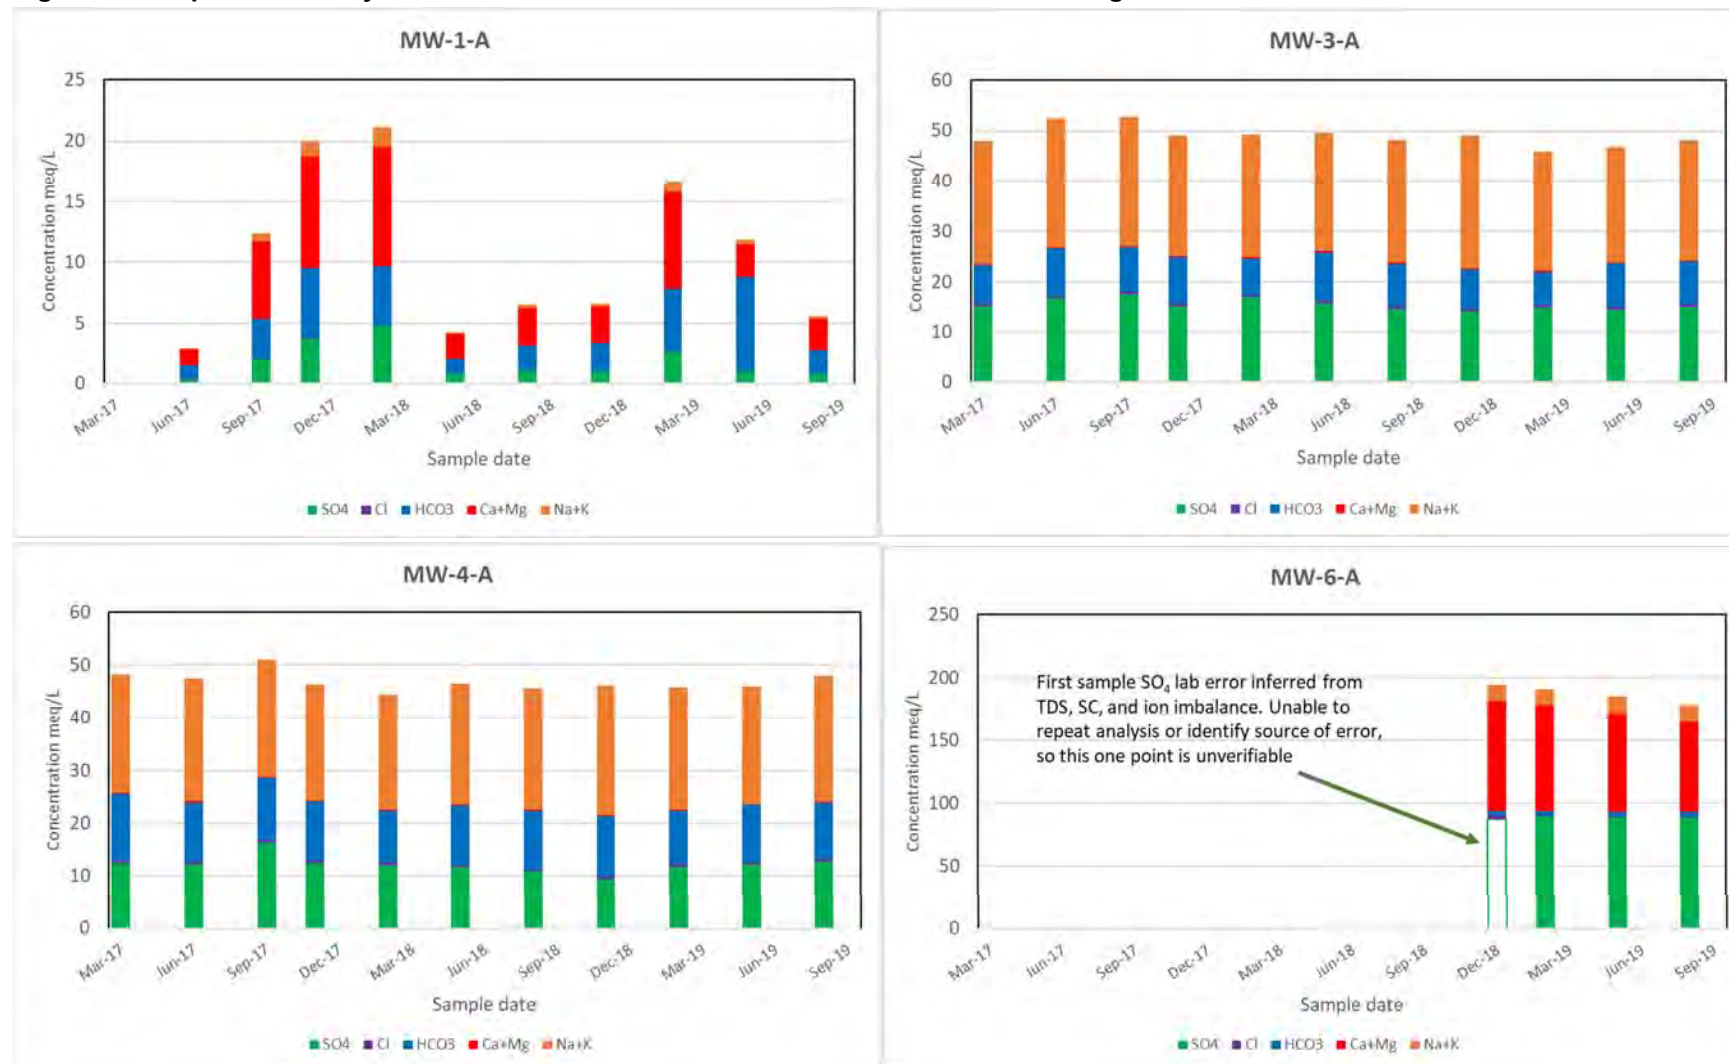 MW-1-A
25
20
15
10
5
0
Concentration meq/L
Mar-17 Jun-17 Sep-17 Dec-17 Mar-18 Jun-18 Sep-18 Dec-18 Mar-19 Jun-19 Sep-19
Sample date
SO4 Cl HCO3 Ca+Mg Na+K
MW-3-A
60
50
40
30
20
10
0
Concentration meq/L
Mar-17 Jun-17 Sep-17 Dec-17 Mar-18 Jun-18 Sep-18 Dec-18 Mar-19 Jun-19 Sep-19
Sample date
SO4 Cl HCO3 Ca+Mg Na+K
MW-4-A
60
50
40
30
20
10
0
Concentration meq/L
Mar-17 Jun-17 Sep-17 Dec-17 Mar-18 Jun-18 Sep-18 Dec-18 Mar-19 Jun-19 Sep-19
Sample date
SO4 Cl HCO3 Ca+Mg Na+K
MW-6-A
250
200
150
100
50
0
Concentration meq/L
First sample SO₄ lab error inferred from
TDS, SC, and ion imbalance. Unable to
repeat analysis or identify source of error,
so this one point is unverifiable
Mar-17 Jun-17 Sep-17 Dec-17 Mar-18 Jun-18 Sep-18 Dec-18 Mar-19 Jun-19 Sep-19
Sample date
SO4 Cl HCO3 Ca+Mg Na+K